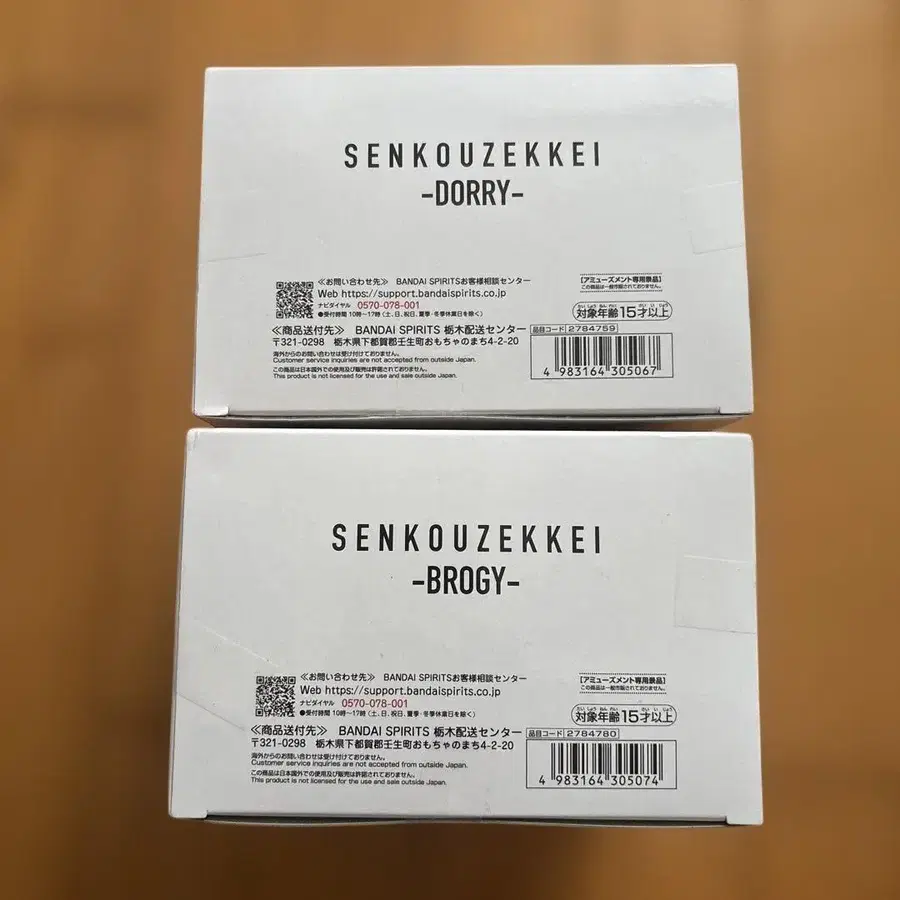 SENKOUZEKKEI
-DORRY-
≪お問い合わせ先≫ BANDAI SPIRITSお客様相談センター
Web https://support.bandaispirits.co.jp
ナビダイヤル 0570-078-001
●受付時間 10時～17時（土、日、祝日、夏季・冬季休業日を除く）
≪商品送付先≫ BANDAI SPIRITS 栃木配送センター
〒321-0298 栃木県下都賀郡壬生町おもちゃのまち4-2-20
海外からのお問い合わせは受け付けておりません。
Customer service inquiries are not accepted from outside Japan.
この商品は日本国外での使用及び販売は許諾されておりません。
This product is not licensed for the use and sale outside Japan.
【アミューズメント専用景品】
この商品は一般市販されておりません。
対象年齢15才以上
品目コード 2784759
4 983164 305067
SENKOUZEKKEI
-BROGY-
≪お問い合わせ先≫ BANDAI SPIRITSお客様相談センター
Web https://support.bandaispirits.co.jp
ナビダイヤル 0570-078-001
●受付時間 10時～17時（土、日、祝日、夏季・冬季休業日を除く）
≪商品送付先≫ BANDAI SPIRITS 栃木配送センター
〒321-0298 栃木県下都賀郡壬生町おもちゃのまち4-2-20
海外からのお問い合わせは受け付けておりません。
Customer service inquiries are not accepted from outside Japan.
この商品は日本国外での使用及び販売は許諾されておりません。
This product is not licensed for the use and sale outside Japan.
【アミューズメント専用景品】
この商品は一般市販されておりません。
対象年齢15才以上
品目コード 2784780
4 983164 305074